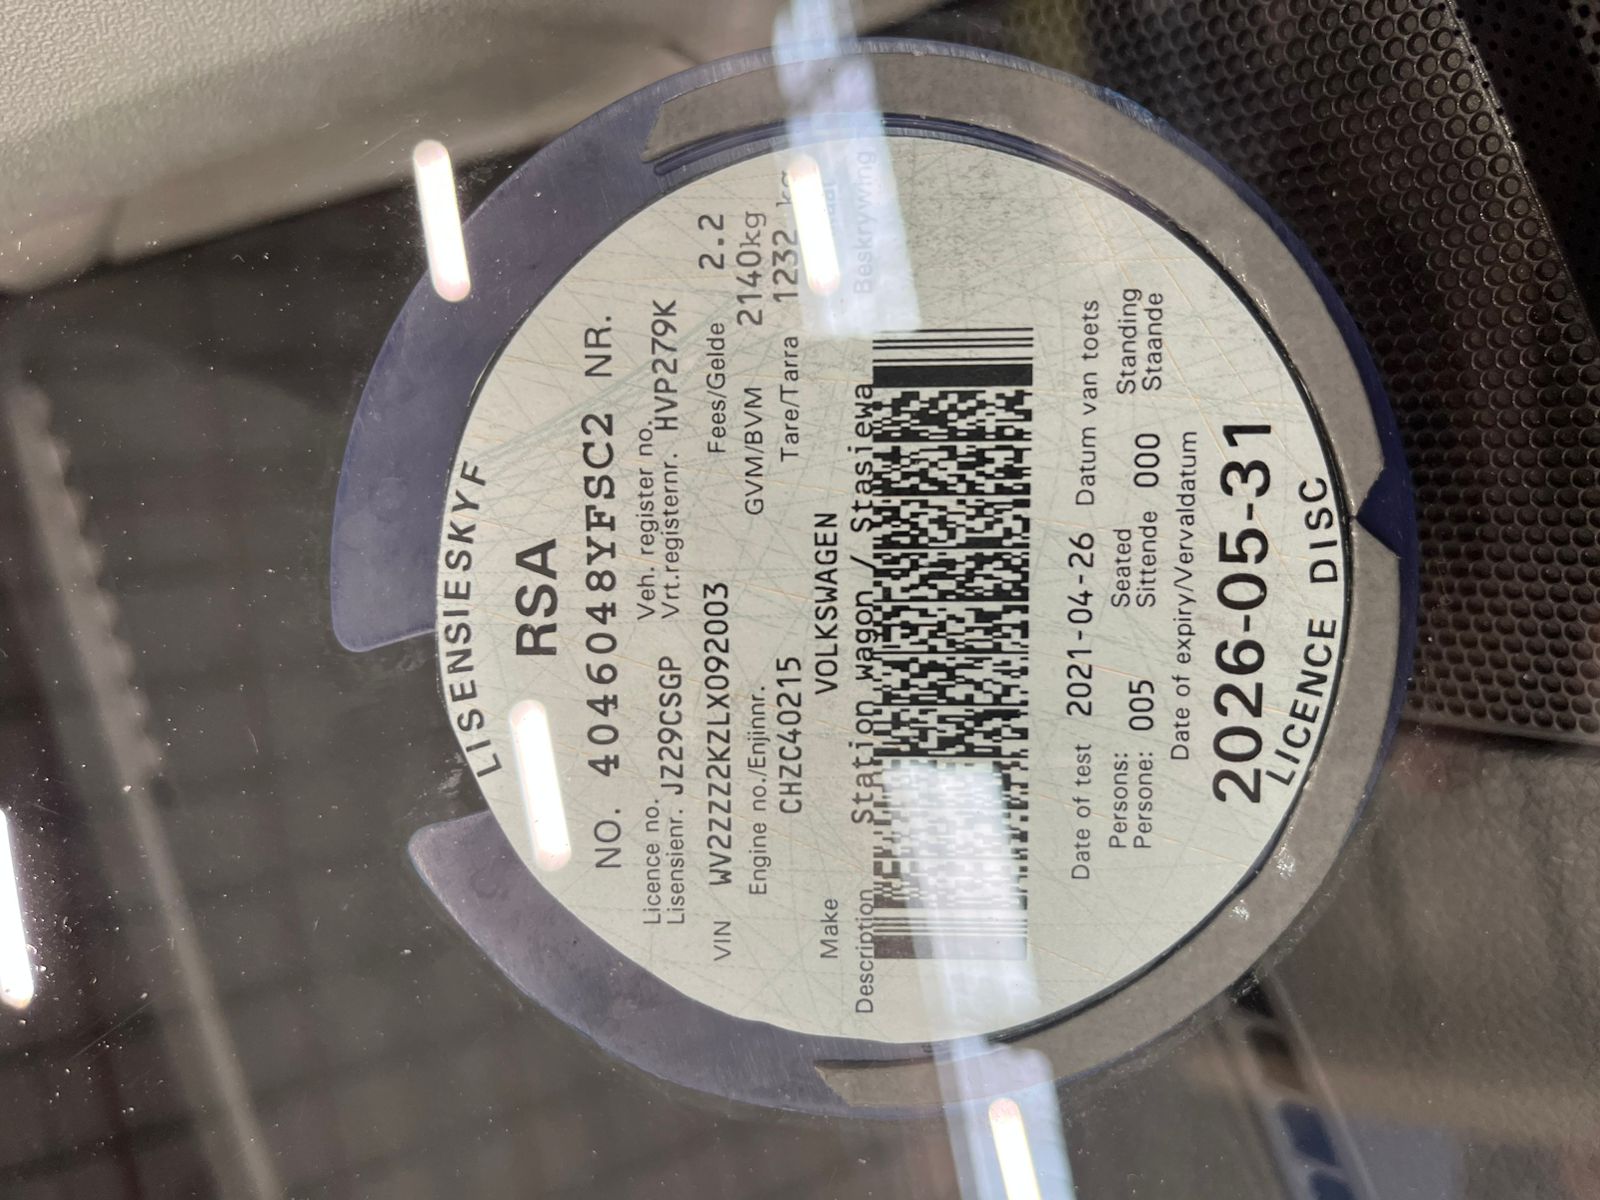 LISENSIESKYF
RSA
NO. 4046048YFSC2 NR.
Licence no. Veh. register no.
Lisensienr. JZ29CSGP Vrt.registernr. HVP279K
VIN WV2ZZZ2KZLX092003 Fees/Gelde 2.2
Engine no./Enjinnr. GVM/BVM 2140kg
CHZC40215 Tare/Tarra 1232 kg
Make VOLKSWAGEN
Description Station wagon / Stasiewa Beskrywing
Date of test 2021-04-26 Datum van toets
Persons: Seated Standing
Persone: 005 Sittende 000 Staande
Date of expiry/Vervaldatum
2026-05-31
LICENCE DISC